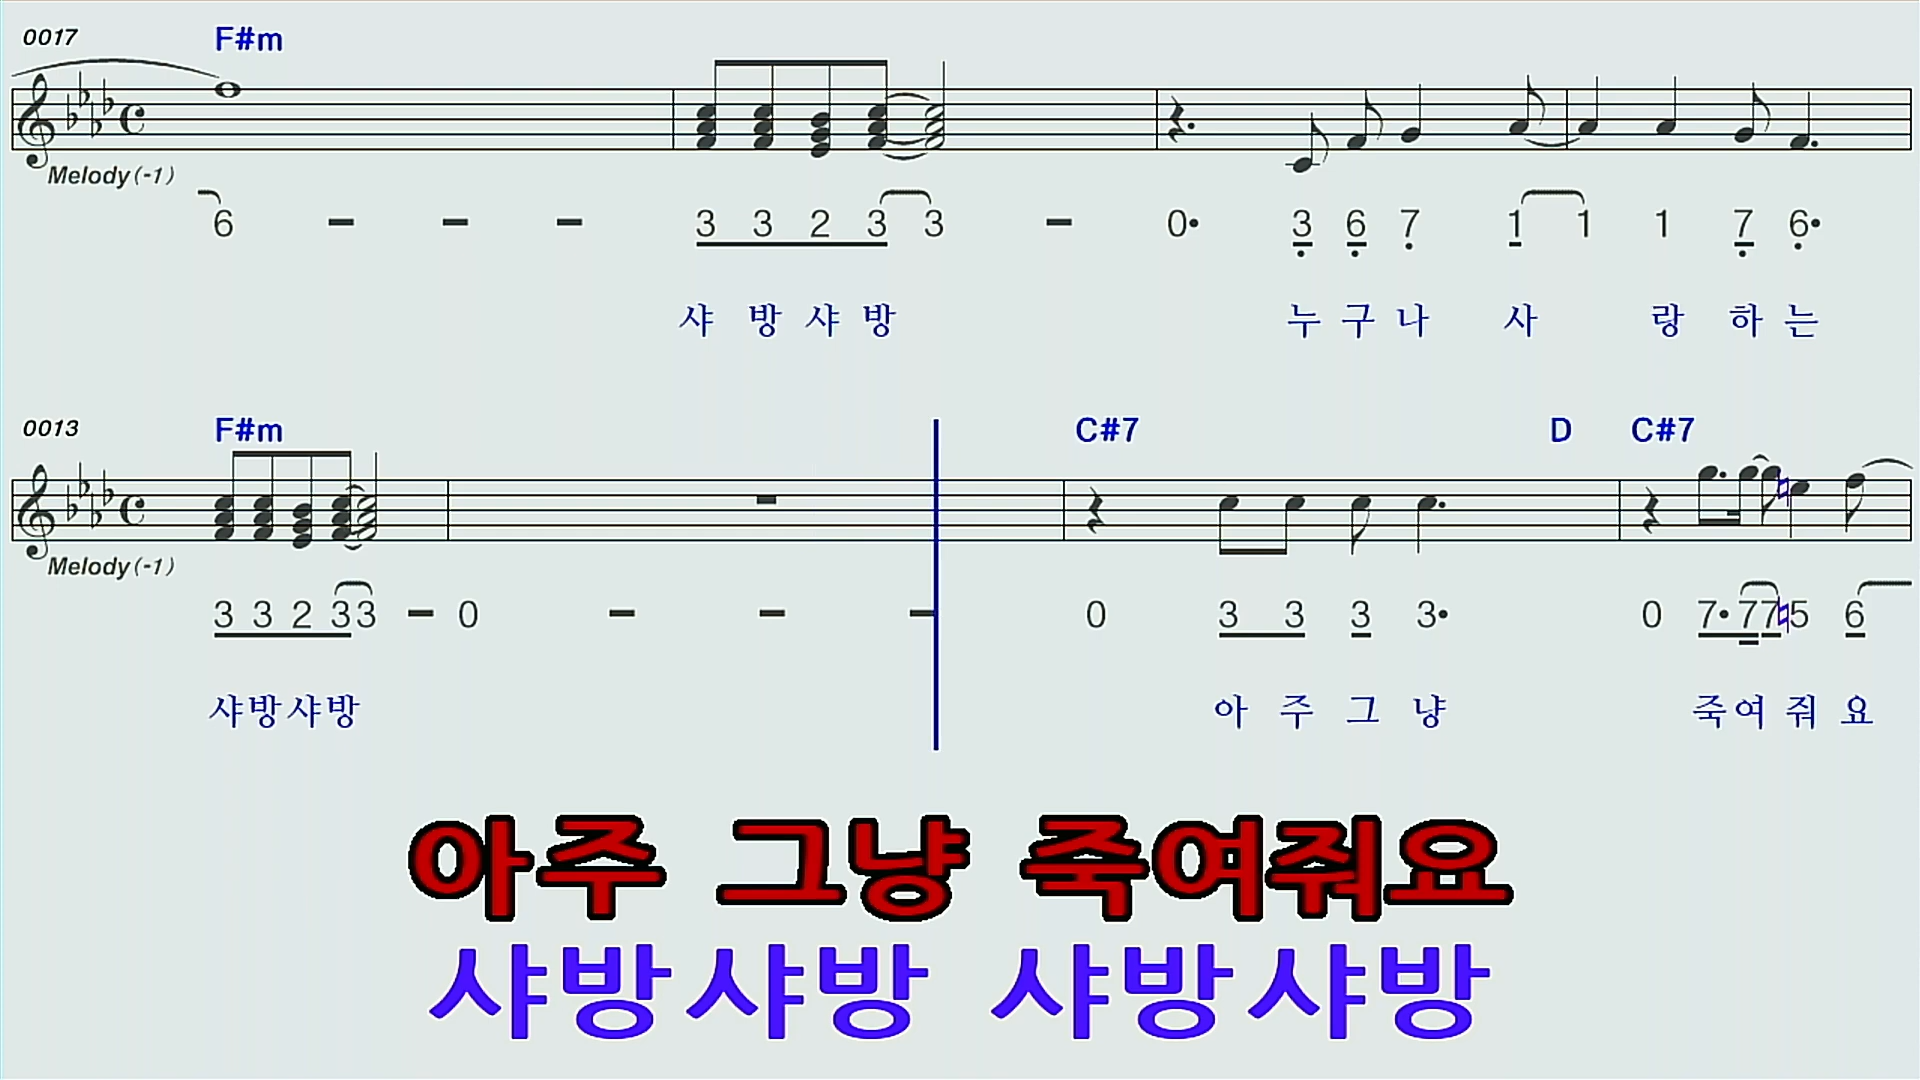 0017 F#m
Melody(-1)
6 - - - 3 3 2 3 3 - 0• 3 6 7 1 1 1 7 6•
샤 방 샤 방 누 구 나 사 랑 하 는
0013 F#m C#7 D C#7
Melody(-1)
3 3 2 3 3 - 0 - - - 0 3 3 3 3• 0 7• 7 7 ♮5 6
샤 방 샤 방 아 주 그 냥 죽 여 줘 요
아주 그냥 죽여줘요
샤방샤방 샤방샤방